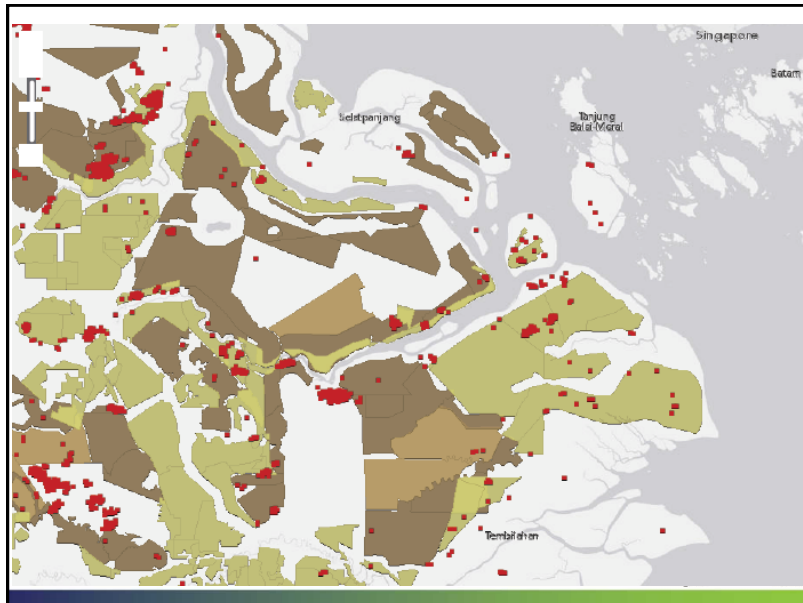 Singapore
Batam
Selatpanjang
Tanjung
Balai-Meral
Tembilahan